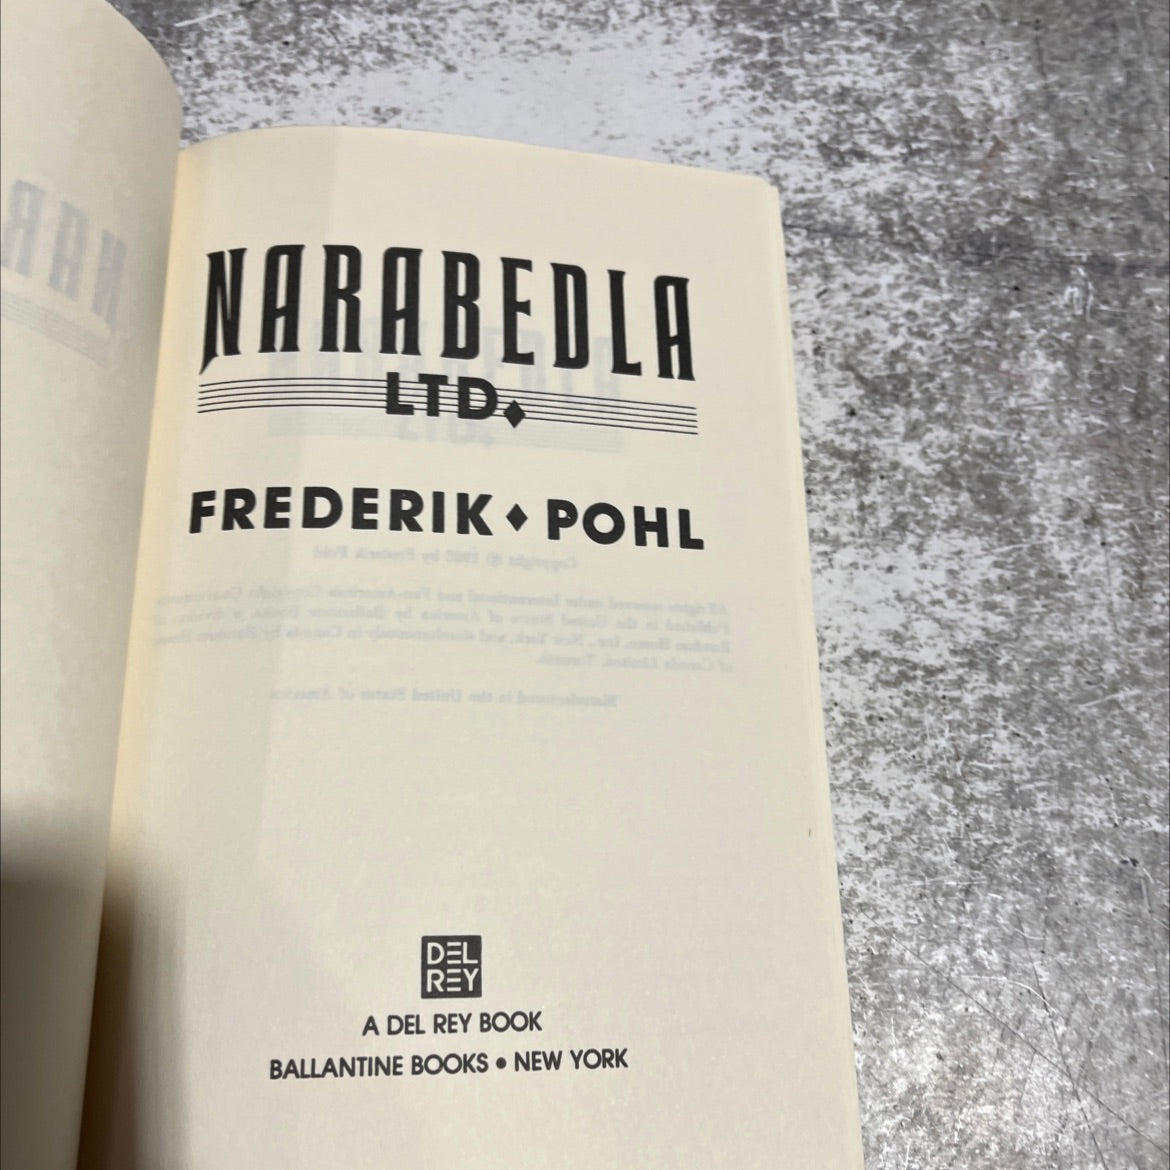 NARABEDLA
LTD.
FREDERIK ♦ POHL
DEL
REY
A DEL REY BOOK
BALLANTINE BOOKS • NEW YORK